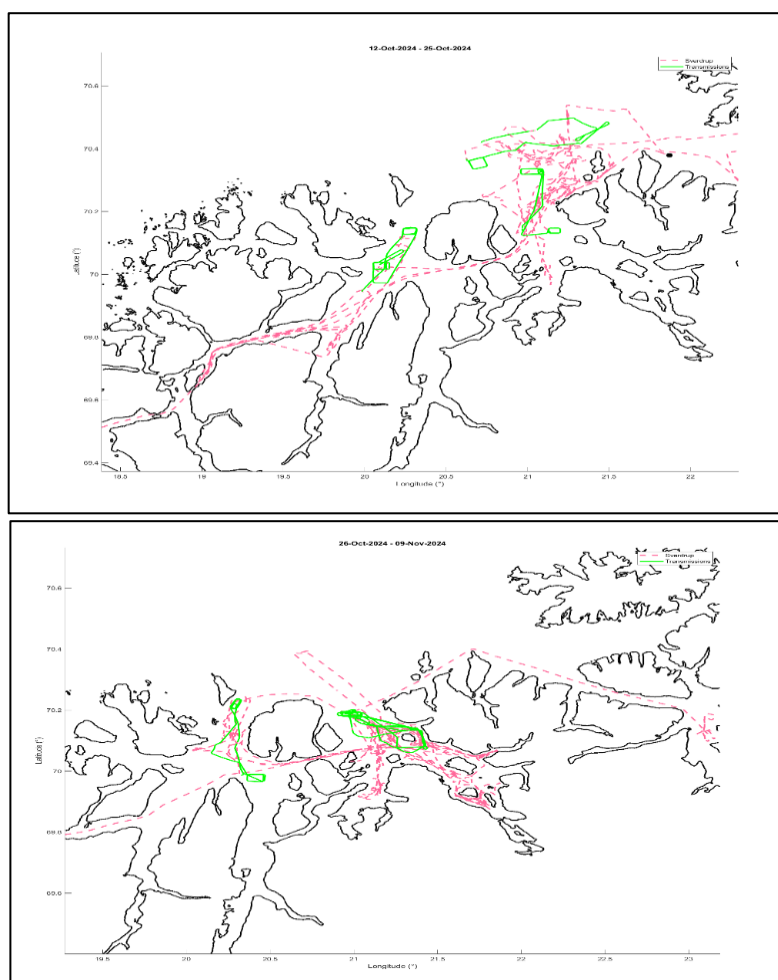 12-Oct-2024 - 25-Oct-2024
Sverdrup
Transmissions
70.6
70.4
70.2
70
69.8
69.6
69.4
Latitude (°)
18.5 19 19.5 20 20.5 21 21.5 22
Longitude (°)
26-Oct-2024 - 09-Nov-2024
Sverdrup
Transmissions
70.6
70.4
70.2
70
69.8
69.6
Latitude (°)
19.5 20 20.5 21 21.5 22 22.5 23
Longitude (°)